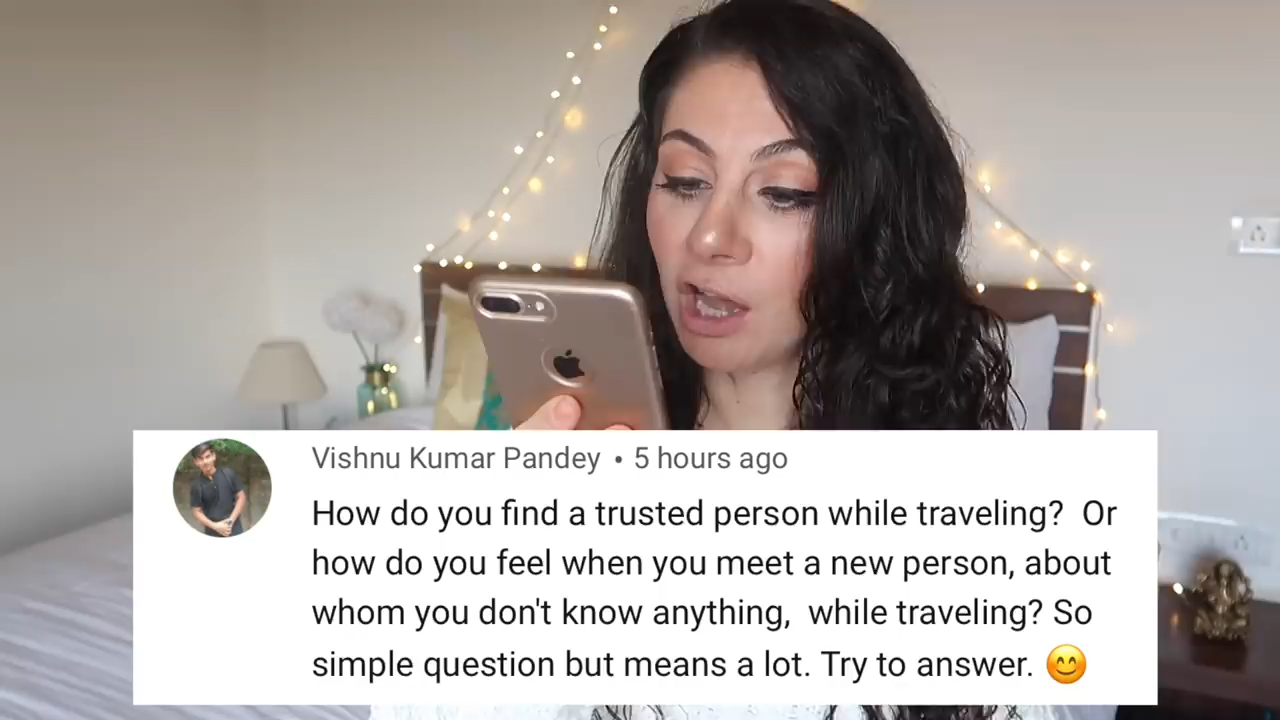 Vishnu Kumar Pandey • 5 hours ago
How do you find a trusted person while traveling?  Or
how do you feel when you meet a new person, about
whom you don't know anything,  while traveling? So
simple question but means a lot. Try to answer. 😊